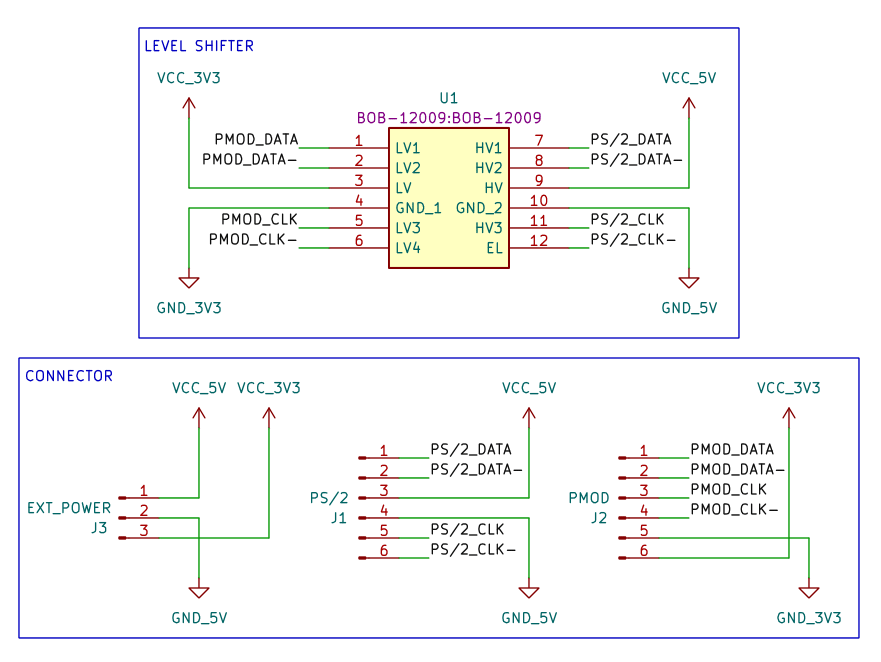 LEVEL SHIFTER
VCC_3V3
VCC_5V
U1
BOB-12009:BOB-12009
PMOD_DATA 1 LV1 HV1 7 PS/2_DATA
PMOD_DATA- 2 LV2 HV2 8 PS/2_DATA-
3 LV HV 9
4 GND_1 GND_2 10
PMOD_CLK 5 LV3 HV3 11 PS/2_CLK
PMOD_CLK- 6 LV4 EL 12 PS/2_CLK-
GND_3V3
GND_5V
CONNECTOR
VCC_5V VCC_3V3
1
EXT_POWER 2
J3 3
GND_5V
VCC_5V
1 PS/2_DATA
2 PS/2_DATA-
PS/2 3
J1 4
5 PS/2_CLK
6 PS/2_CLK-
GND_5V
VCC_3V3
1 PMOD_DATA
2 PMOD_DATA-
PMOD 3 PMOD_CLK
J2 4 PMOD_CLK-
5
6
GND_3V3